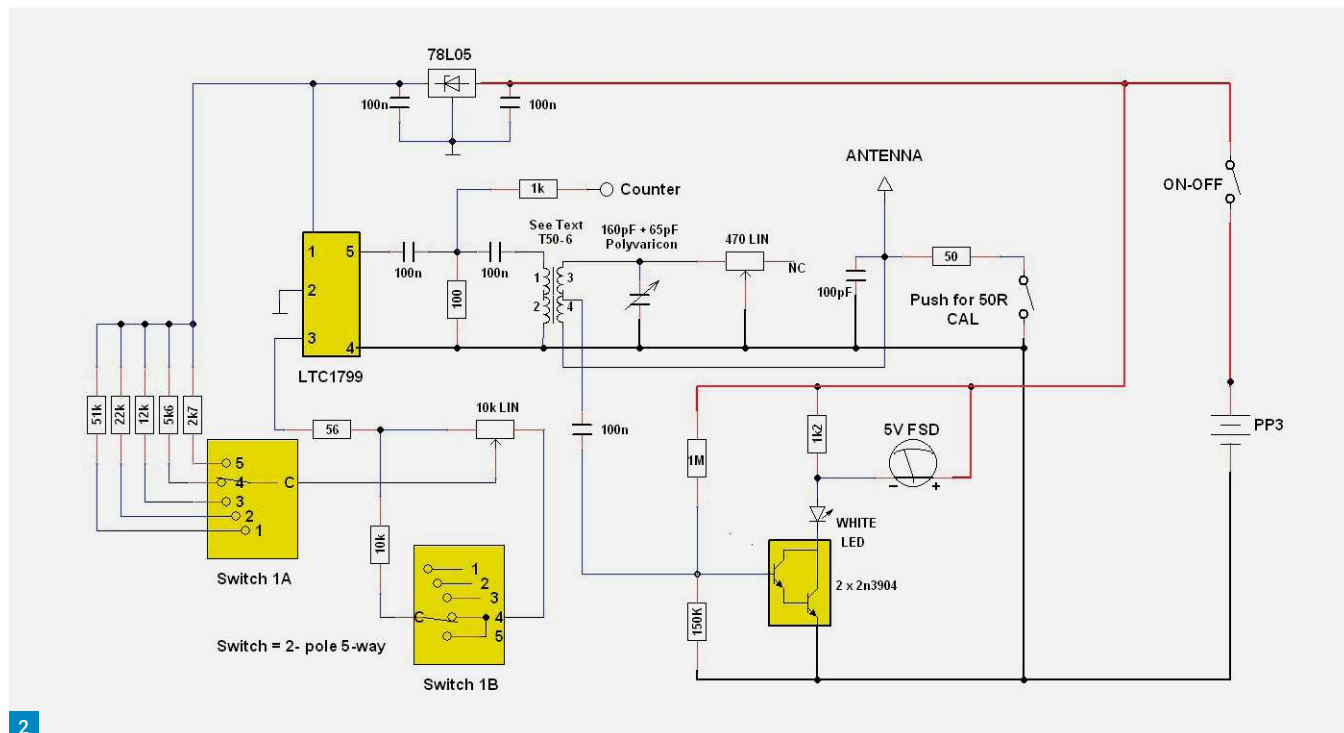 78L05
100n
100n
ANTENNA
ON-OFF
1k
Counter
See Text
T50-6
160pF + 65pF
Polyvaricon
470 LIN
NC
1
5
2
3
4
100n
100n
100
1
2
3
4
100pF
50
Push for 50R
CAL
LTC1799
51k
22k
12k
5k6
2k7
56
10k LIN
100n
1M
1k2
5V FSD
-
+
PP3
5
4
3
2
1
C
Switch 1A
10k
WHITE
LED
2 x 2n3904
1
2
3
4
5
C
150K
Switch = 2- pole 5-way
Switch 1B
2